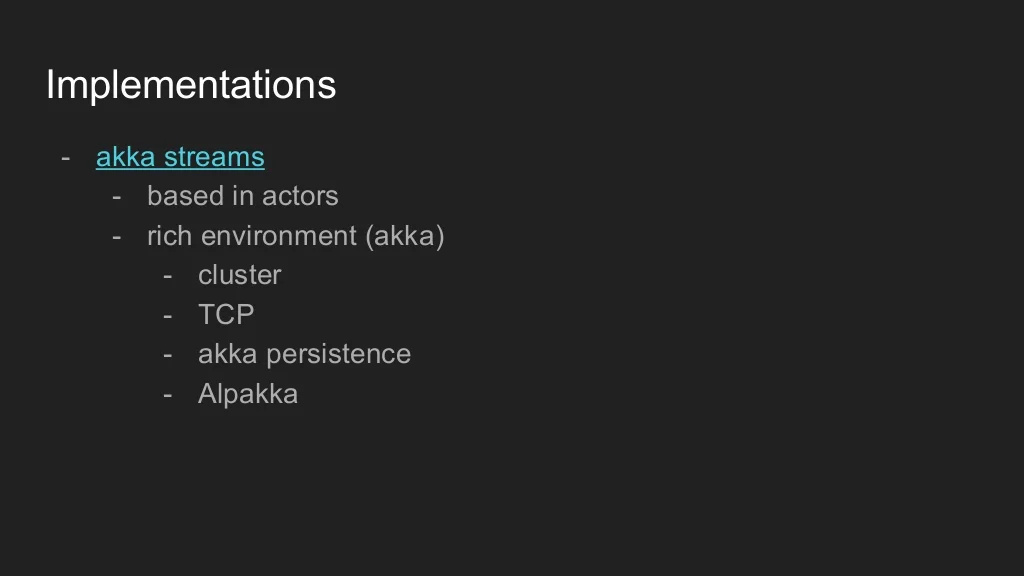 Implementations
- akka streams
- based in actors
- rich environment (akka)
- cluster
- TCP
- akka persistence
- Alpakka